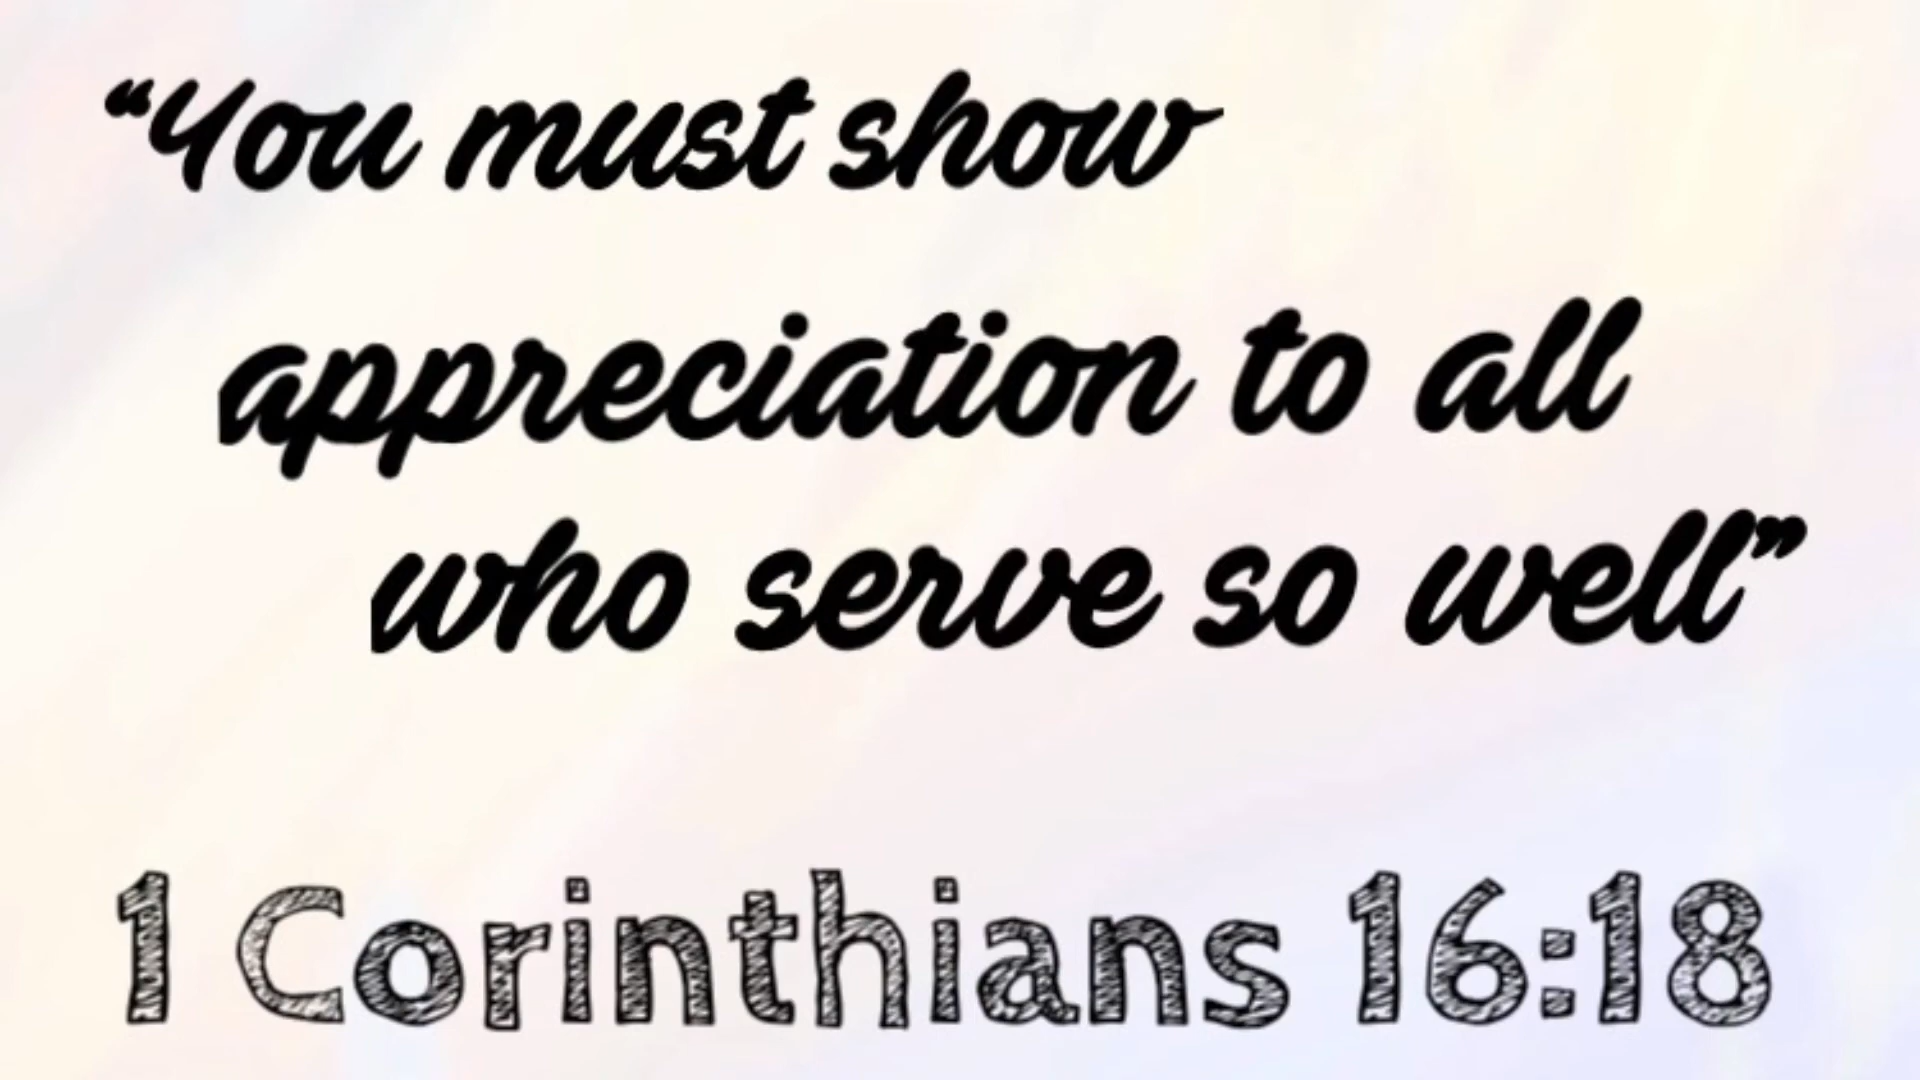 “You must show
appreciation to all
who serve so well”
1 Corinthians 16:18